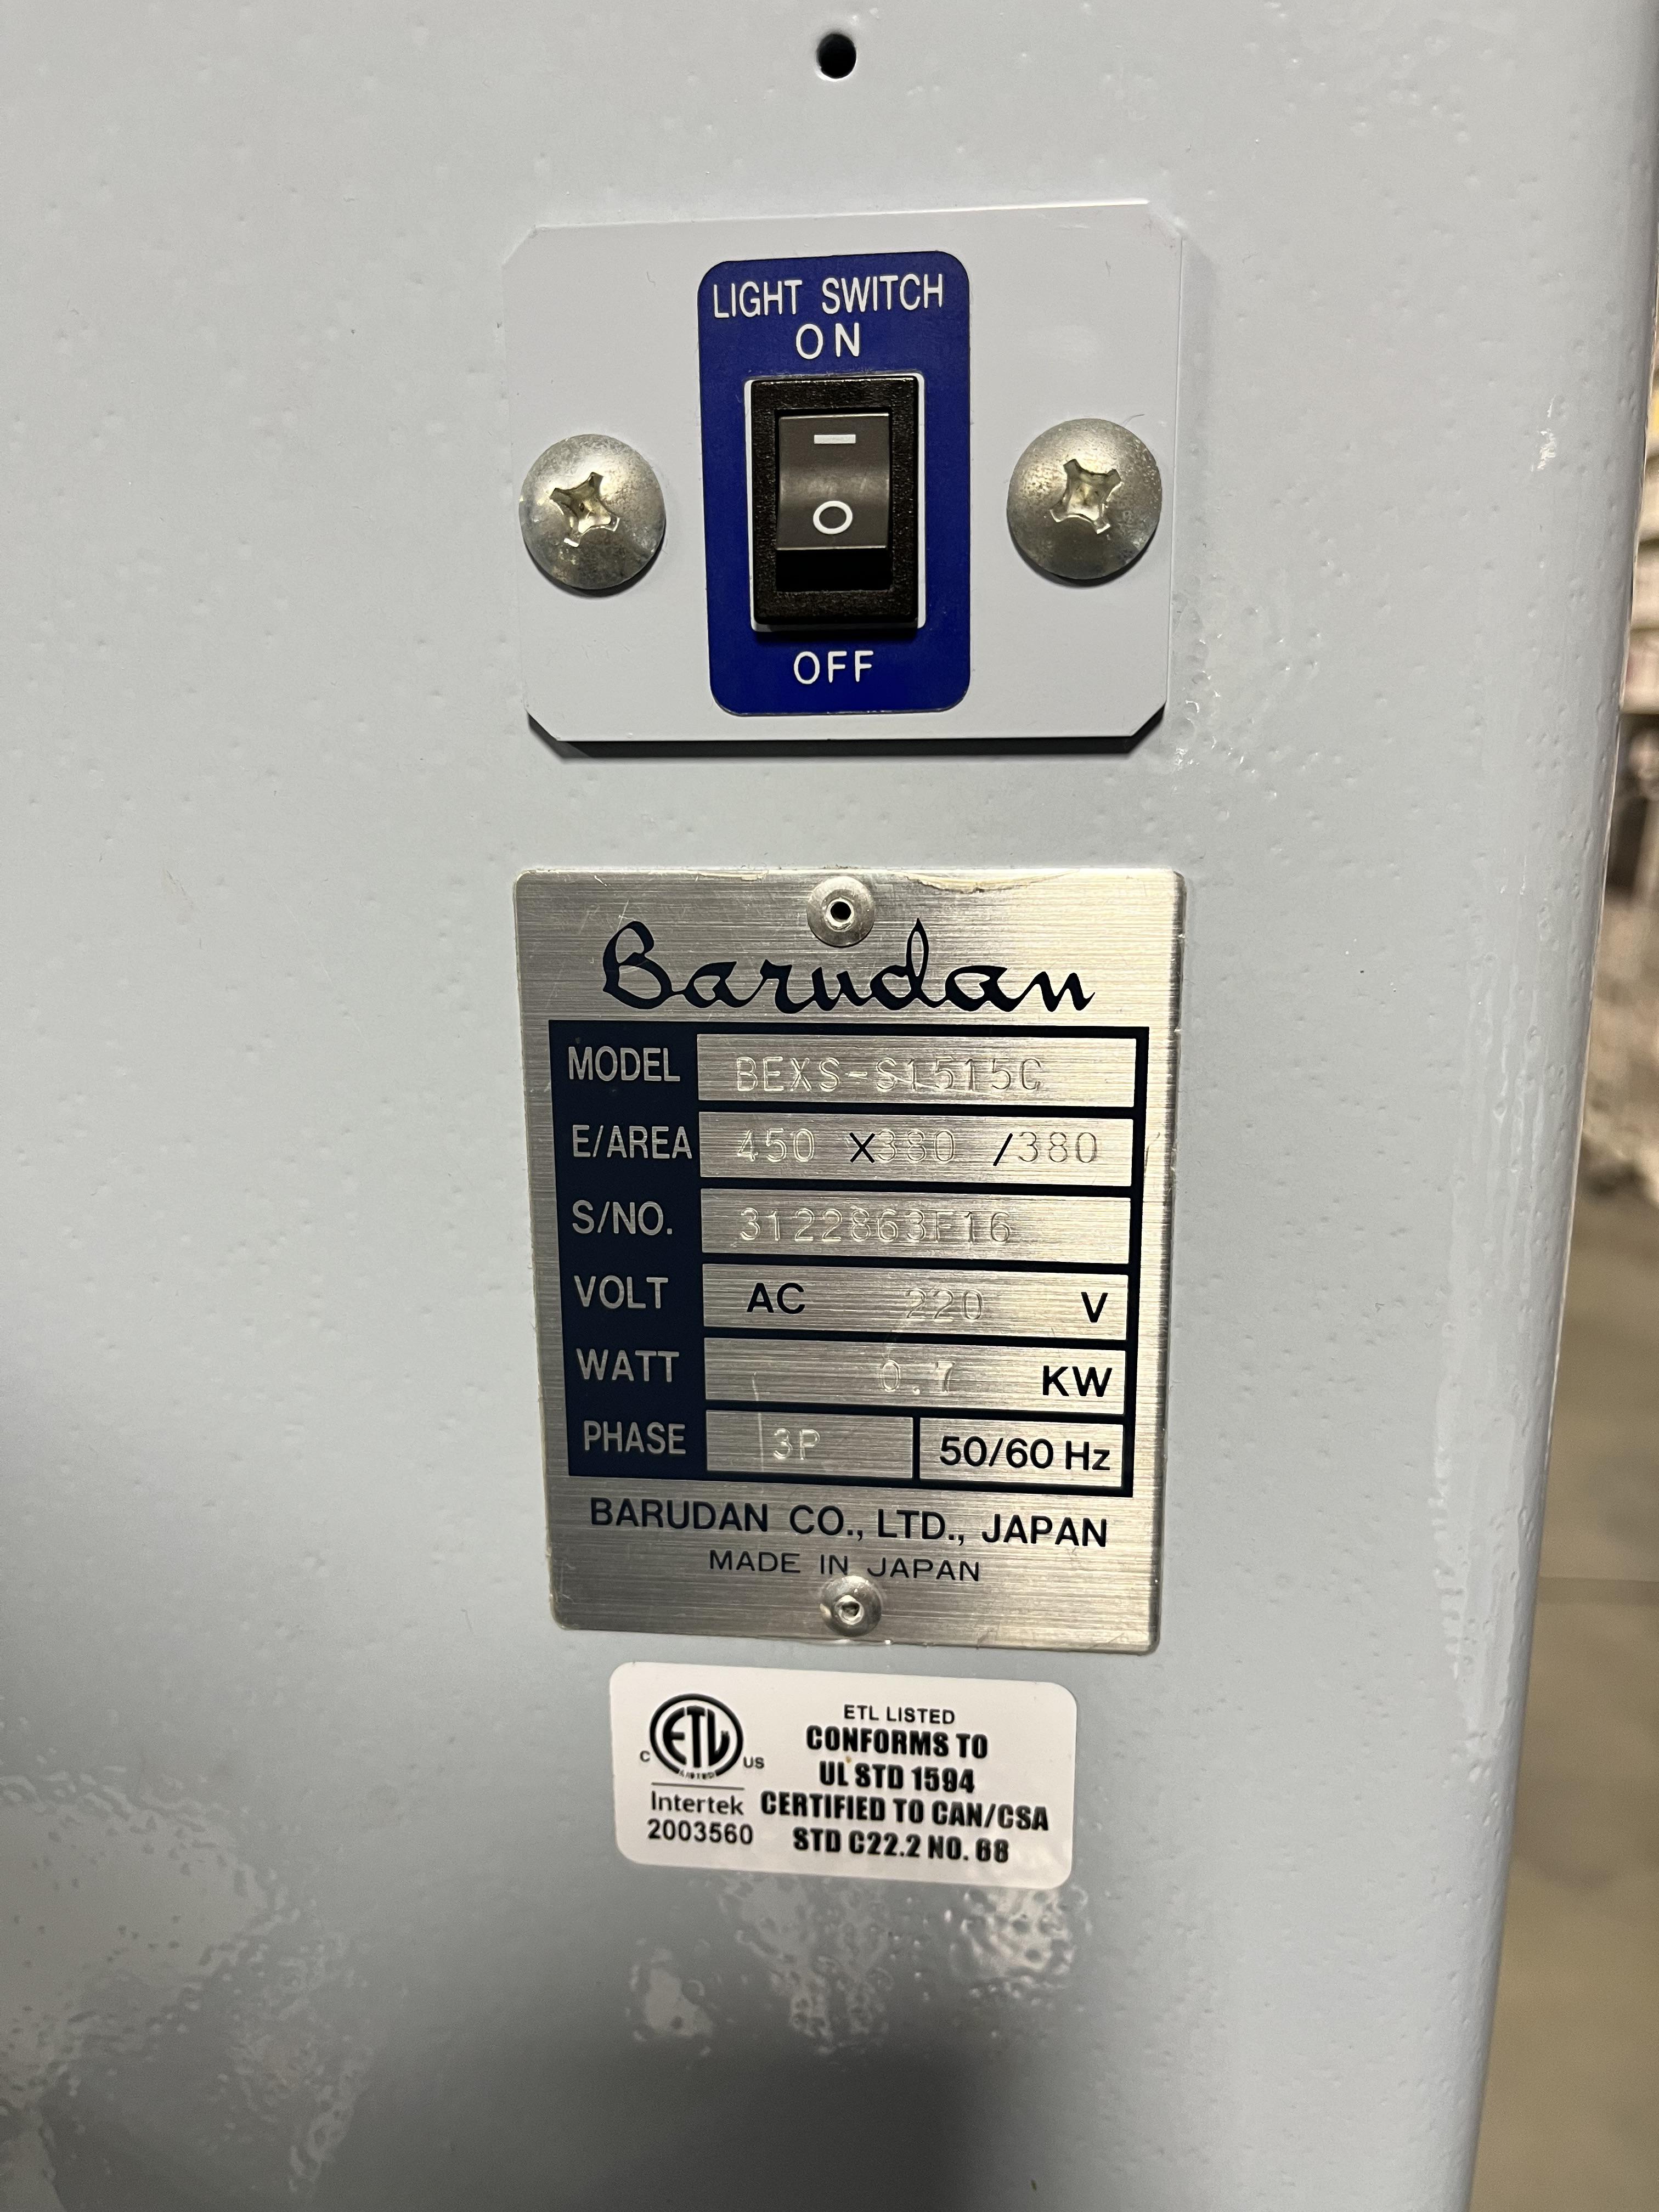 LIGHT SWITCH
ON
OFF
Barudan
MODEL BEXS-S1515C
E/AREA 450 X380 /380
S/NO. 3122863F16
VOLT AC 220 V
WATT 0.7 KW
PHASE 3P 50/60 Hz
BARUDAN CO., LTD., JAPAN
MADE IN JAPAN
ETL LISTED
C US
Intertek
2003560
ETL LISTED
CONFORMS TO
UL STD 1594
CERTIFIED TO CAN/CSA
STD C22.2 NO. 68